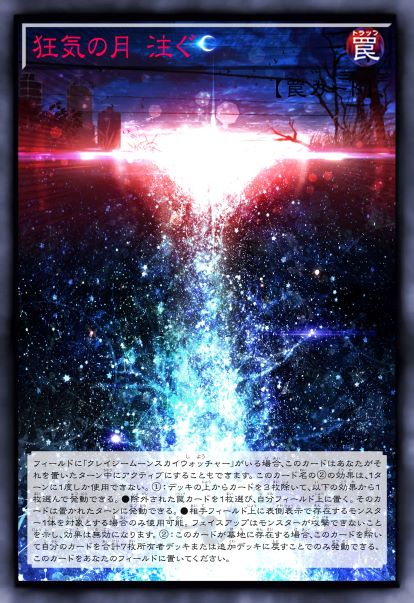 狂気の月 注ぐ
トラップ
罠
【罠カード】
フィールドに「クレイジームーンスカイウォッチャー」がいる場合、このカードはあなたがそ
れを置いたターン中にアクティブにすることもできます。このカード名の②の効果は、1タ
ーンに1度しか使用できない。①：デッキの上からカードを3枚除いて、以下の効果から1
枚選んで発動できる。●除外された罠カードを1枚選び、自分フィールド上に置く。そのカ
ードは置かれたターンに発動できる。●相手フィールド上に表側表示で存在するモンスタ
ー1体を対象とする場合のみ使用可能。フェイスアップはモンスターが攻撃できないこと
を示し、効果は無効になります。②：このカードが墓地に存在する場合、このカードを除い
て自分のカードを合計7枚所有者デッキまたは追加デッキに戻すことでのみ発動できる。
このカードをあなたのフィールドに置いてください。